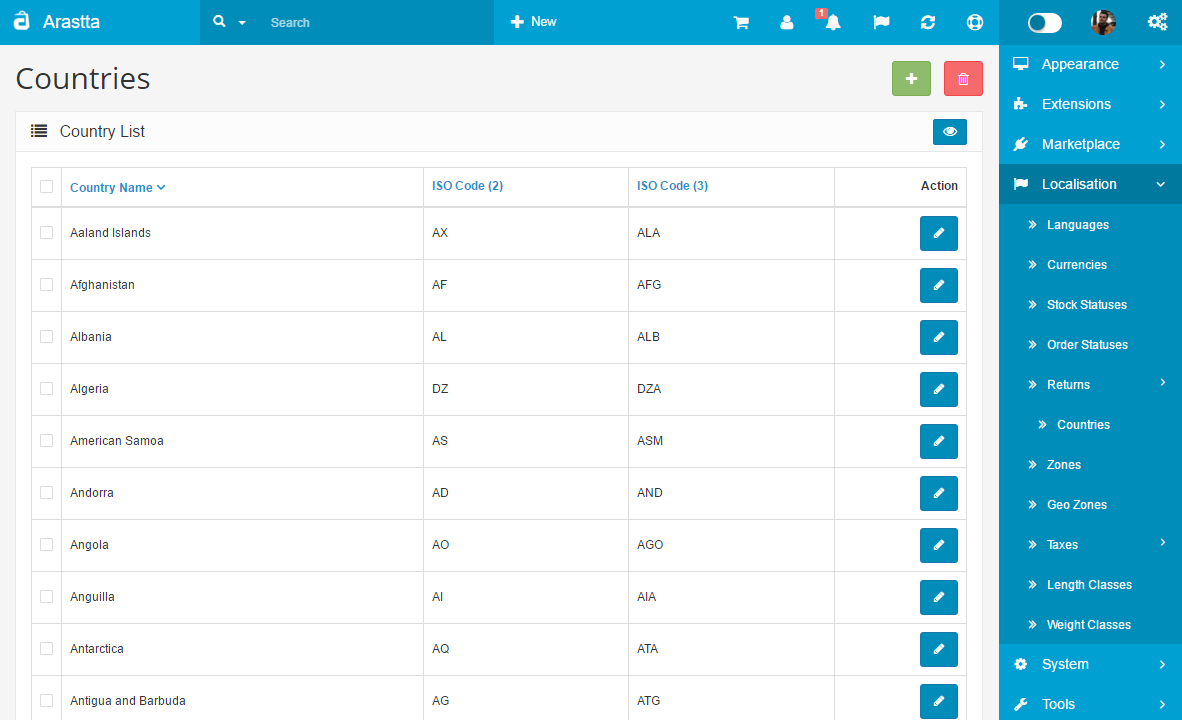 Arastta
Search
New
1
Countries
Country List
Country Name ISO Code (2) ISO Code (3) Action
Aaland Islands AX ALA
Afghanistan AF AFG
Albania AL ALB
Algeria DZ DZA
American Samoa AS ASM
Andorra AD AND
Angola AO AGO
Anguilla AI AIA
Antarctica AQ ATA
Antigua and Barbuda AG ATG
Appearance
Extensions
Marketplace
Localisation
Languages
Currencies
Stock Statuses
Order Statuses
Returns
Countries
Zones
Geo Zones
Taxes
Length Classes
Weight Classes
System
Tools